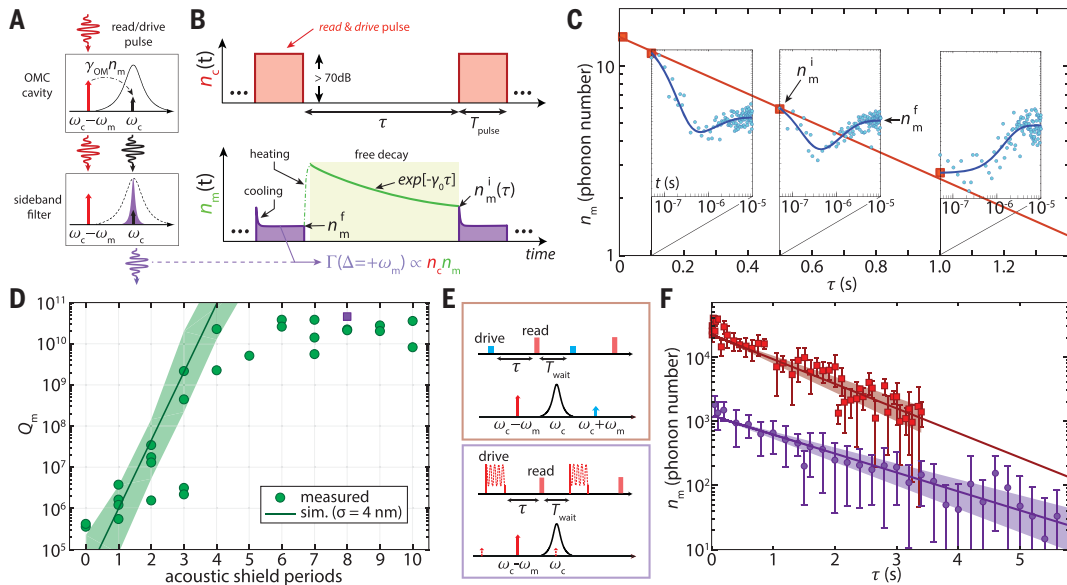 A
read/drive
pulse
OMC
cavity
γOM nm
ωc−ωm
ωc
sideband
filter
ωc−ωm
ωc
B
nc(t)
read & drive pulse
> 70dB
τ
Tpulse
nm(t)
heating
cooling
free decay
exp[-γ0τ]
nmi(τ)
nmf
time
Γ(Δ=+ωm) ∝ ncnm
C
nm (phonon number)
10
1
nmi
nmf
t (s)
10-7
10-6
10-5
10-7
10-6
10-5
10-7
10-6
10-5
0
0.2
0.4
0.6
0.8
1.0
1.2
τ (s)
D
Qm
1011
1010
109
108
107
106
105
measured
sim. (σ = 4 nm)
0
1
2
3
4
5
6
7
8
9
10
acoustic shield periods
E
drive
read
τ
Twait
ωc−ωm
ωc
ωc+ωm
drive
read
τ
Twait
ωc−ωm
ωc
F
nm (phonon number)
104
103
102
101
0
1
2
3
4
5
τ (s)